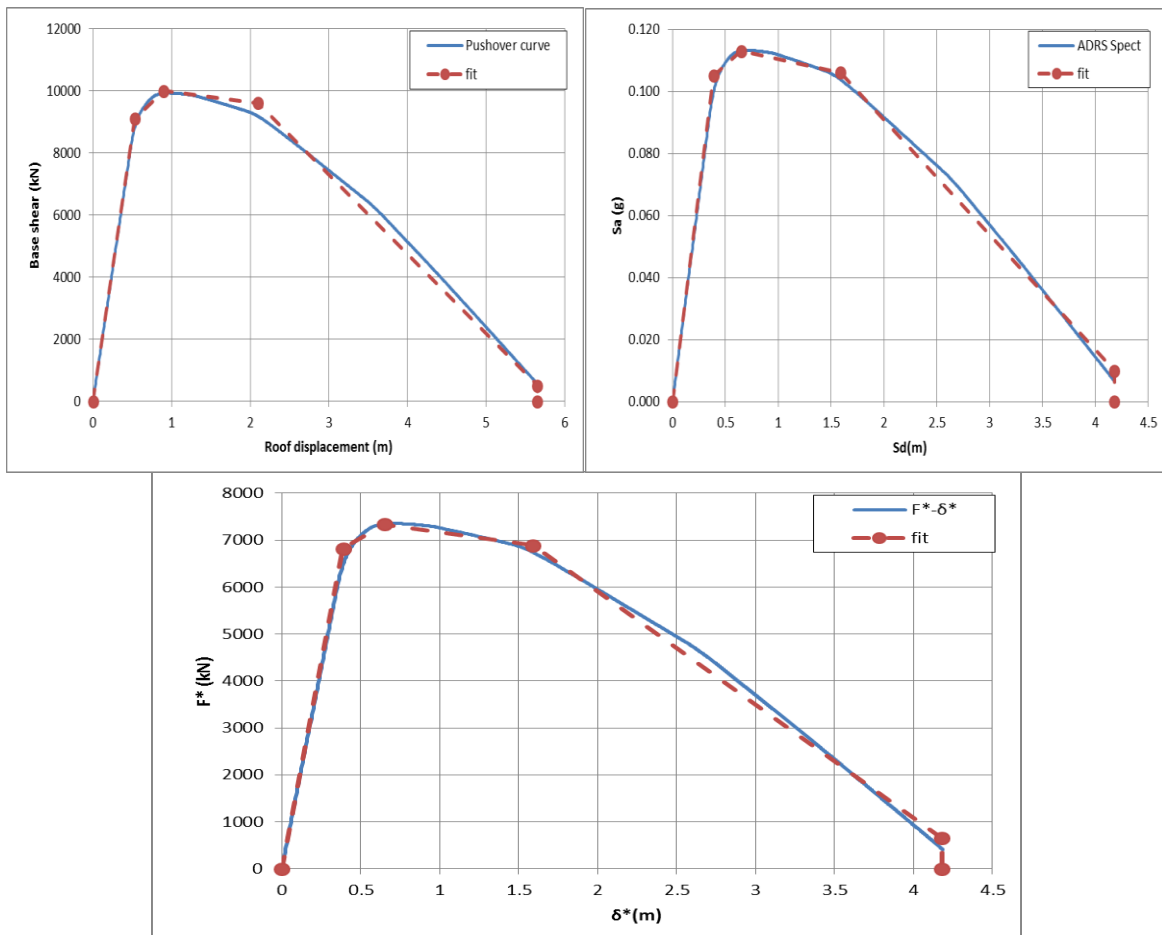 12000
10000
8000
6000
4000
2000
0
Base shear (kN)
Pushover curve
fit
0 1 2 3 4 5 6
Roof displacement (m)
0.120
0.100
0.080
0.060
0.040
0.020
0.000
Sa (g)
ADRS Spect
fit
0 0.5 1 1.5 2 2.5 3 3.5 4 4.5
Sd(m)
8000
7000
6000
5000
4000
3000
2000
1000
0
F* (kN)
F*-δ*
fit
0 0.5 1 1.5 2 2.5 3 3.5 4 4.5
δ*(m)